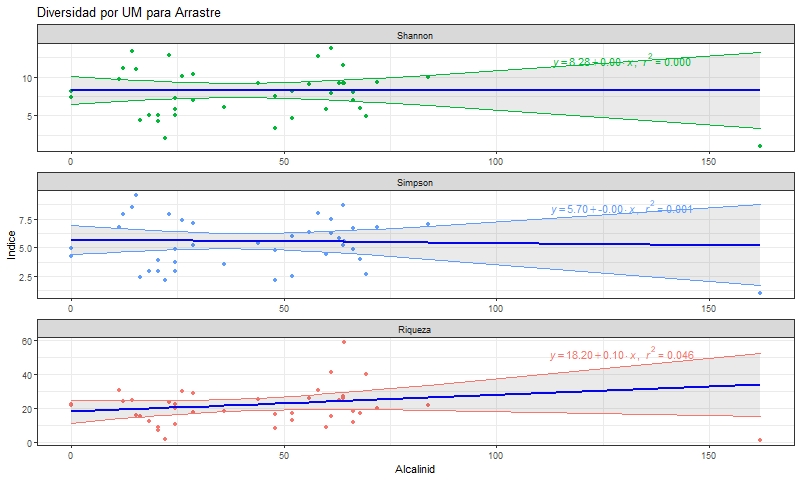 Diversidad por UM para Arrastre
Shannon
y = 8.28 + 0.00 · x, r² = 0.000
10
5
0 50 100 150
Simpson
y = 5.70 + -0.00 · x, r² = 0.001
7.5
5.0
2.5
0 50 100 150
Indice
Riqueza
y = 18.20 + 0.10 · x, r² = 0.046
60
40
20
0
0 50 100 150
Alcalinid